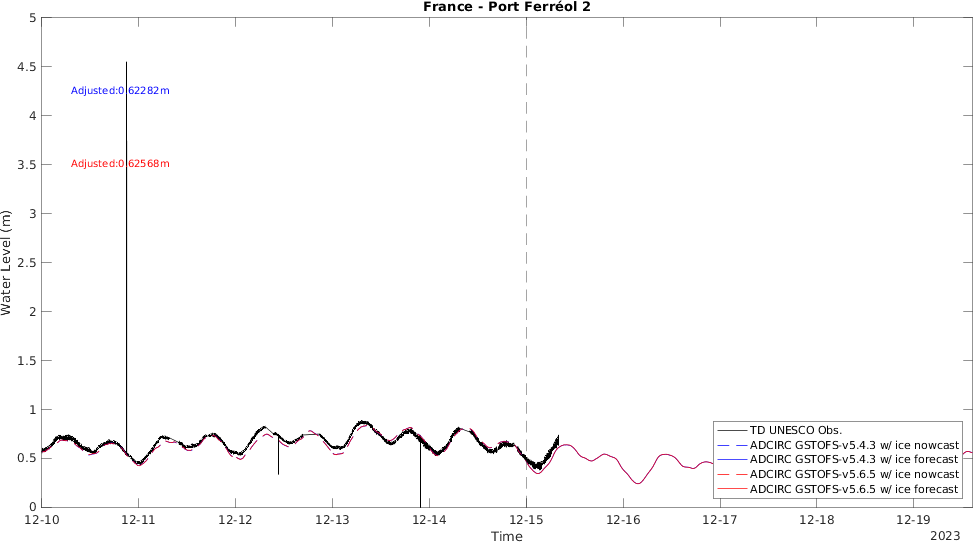 France - Port Ferréol 2
5
4.5
4
3.5
3
2.5
2
1.5
1
0.5
0
Water Level (m)
Adjusted:0.62282m
Adjusted:0.62568m
TD UNESCO Obs.
ADCIRC GSTOFS-v5.4.3 w/ ice nowcast
ADCIRC GSTOFS-v5.4.3 w/ ice forecast
ADCIRC GSTOFS-v5.6.5 w/ ice nowcast
ADCIRC GSTOFS-v5.6.5 w/ ice forecast
12-10 12-11 12-12 12-13 12-14 12-15 12-16 12-17 12-18 12-19
Time
2023